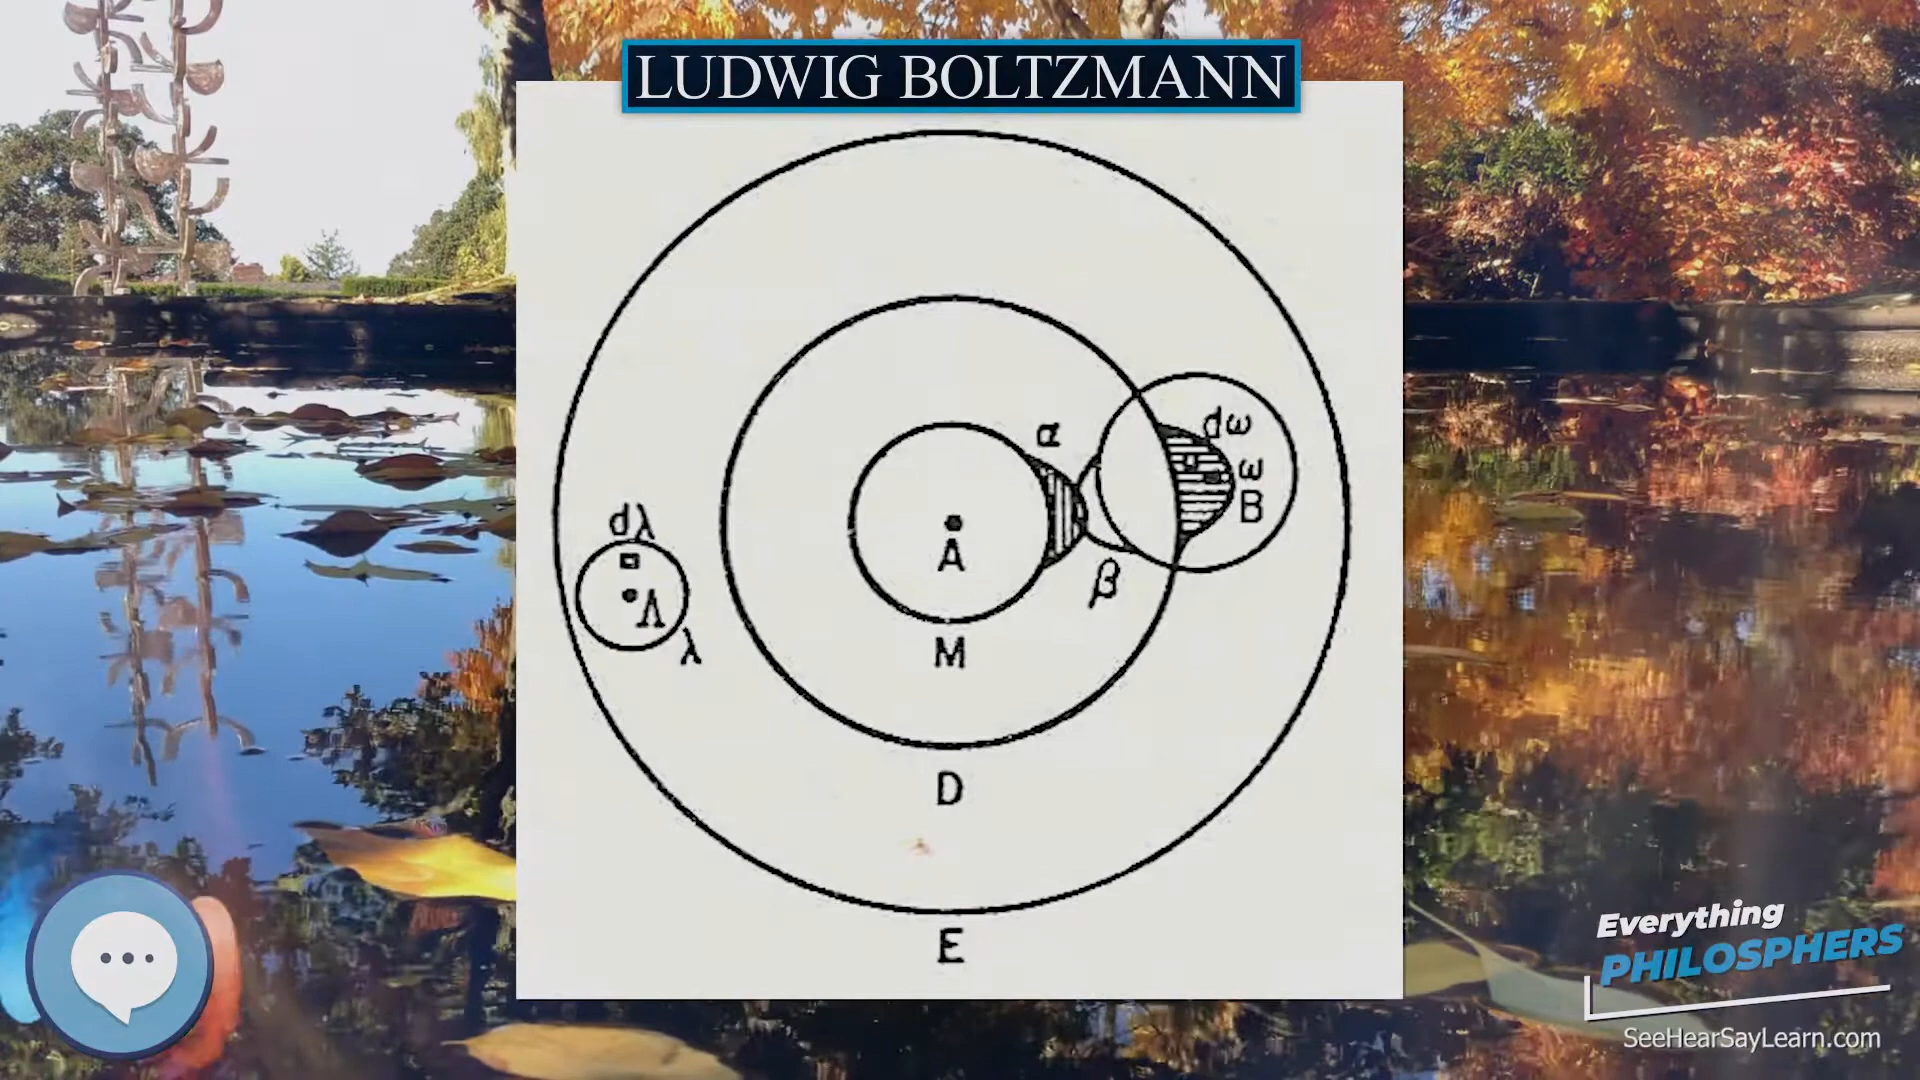 LUDWIG BOLTZMANN
α
dω
ω
B
dλ
A
β
Λ
λ
M
D
E
Everything
PHILOSPHERS
SeeHearSayLearn.com